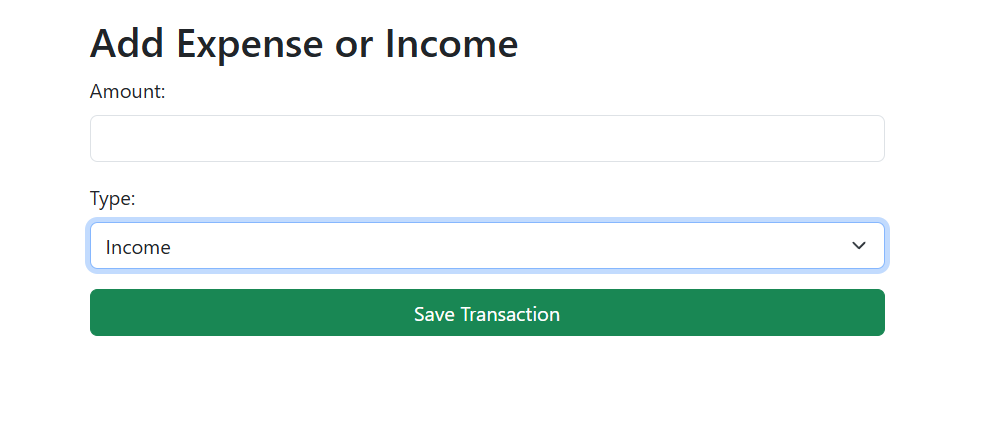 Add Expense or Income
Amount:
Type:
Income
Save Transaction